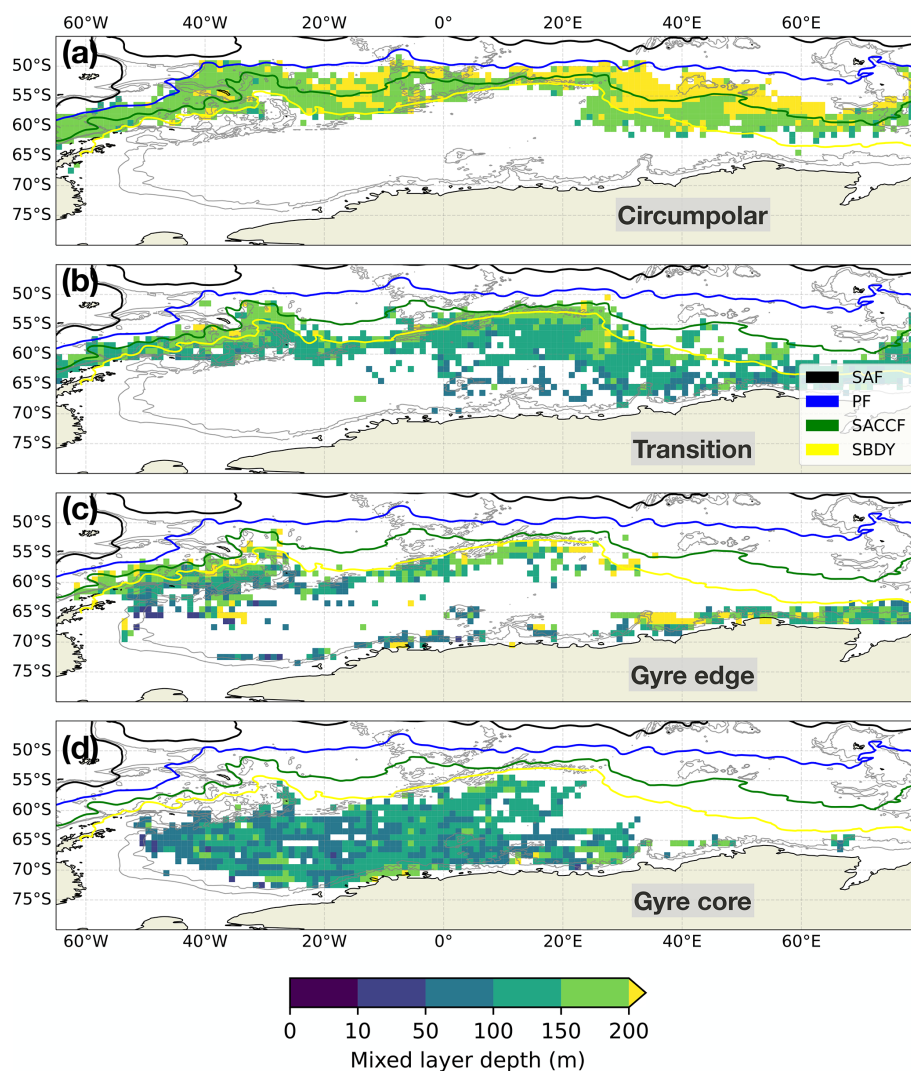 60°W 40°W 20°W 0° 20°E 40°E 60°E
(a)
50°S
55°S
60°S
65°S
70°S
75°S
Circumpolar
(b)
50°S
55°S
60°S
65°S
70°S
75°S
SAF
PF
SACCF
SBDY
Transition
(c)
50°S
55°S
60°S
65°S
70°S
75°S
Gyre edge
(d)
50°S
55°S
60°S
65°S
70°S
75°S
Gyre core
60°W 40°W 20°W 0° 20°E 40°E 60°E
0 10 50 100 150 200
Mixed layer depth (m)